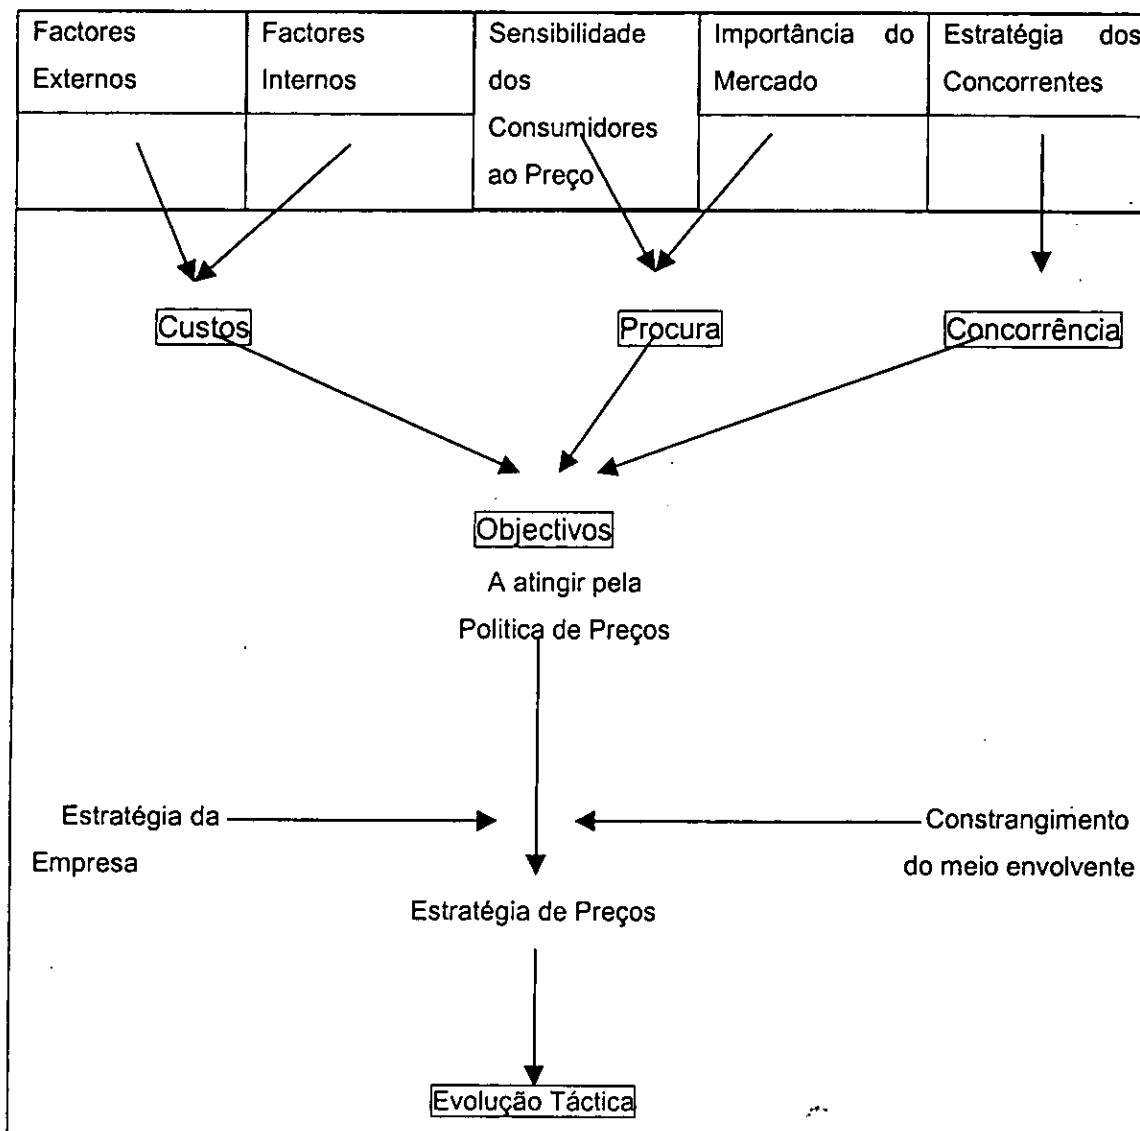 Factores
Externos
Factores
Internos
Sensibilidade
dos
Consumidores
ao Preço
Importância do
Mercado
Estratégia dos
Concorrentes
Custos
Procura
Concorrência
Objectivos
A atingir pela
Politica de Preços
Estratégia da
Empresa
Constrangimento
do meio envolvente
Estratégia de Preços
Evolução Táctica